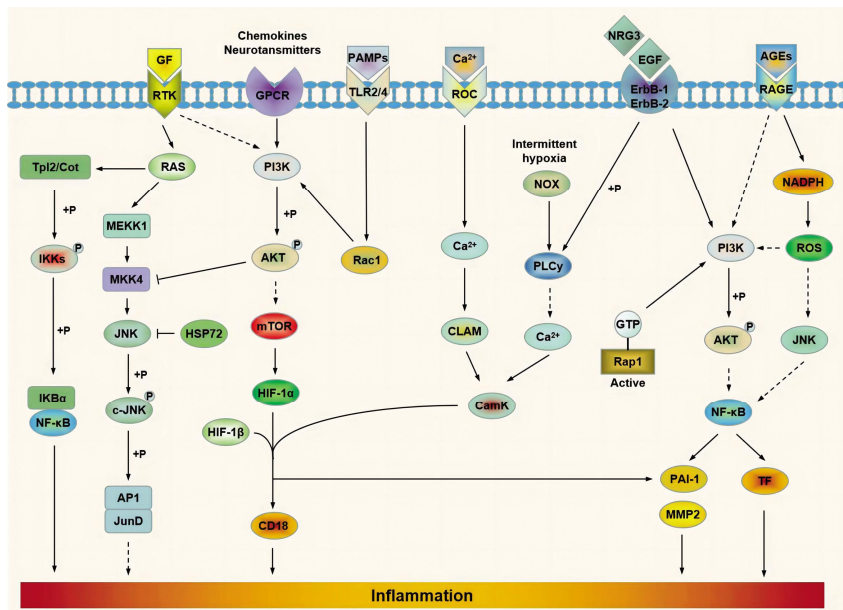 Chemokines
Neurotansmitters
NRG3
EGF
GF
RTK
GPCR
PAMPs
TLR2/4
Ca²⁺
ROC
ErbB-1
ErbB-2
AGEs
RAGE
Intermittent
hypoxia
Tpl2/Cot
RAS
PI3K
NOX
+P
NADPH
+P
MEKK1
+P
IKKs
P
AKT
P
Rac1
Ca²⁺
PLCy
PI3K
ROS
MKK4
+P
mTOR
GTP
JNK
HSP72
CLAM
Ca²⁺
AKT
P
JNK
+P
Rap1
Active
+P
HIF-1α
IKBα
NF-κB
c-JNK
P
CamK
NF-κB
HIF-1β
+P
PAI-1
TF
AP1
JunD
CD18
MMP2
Inflammation